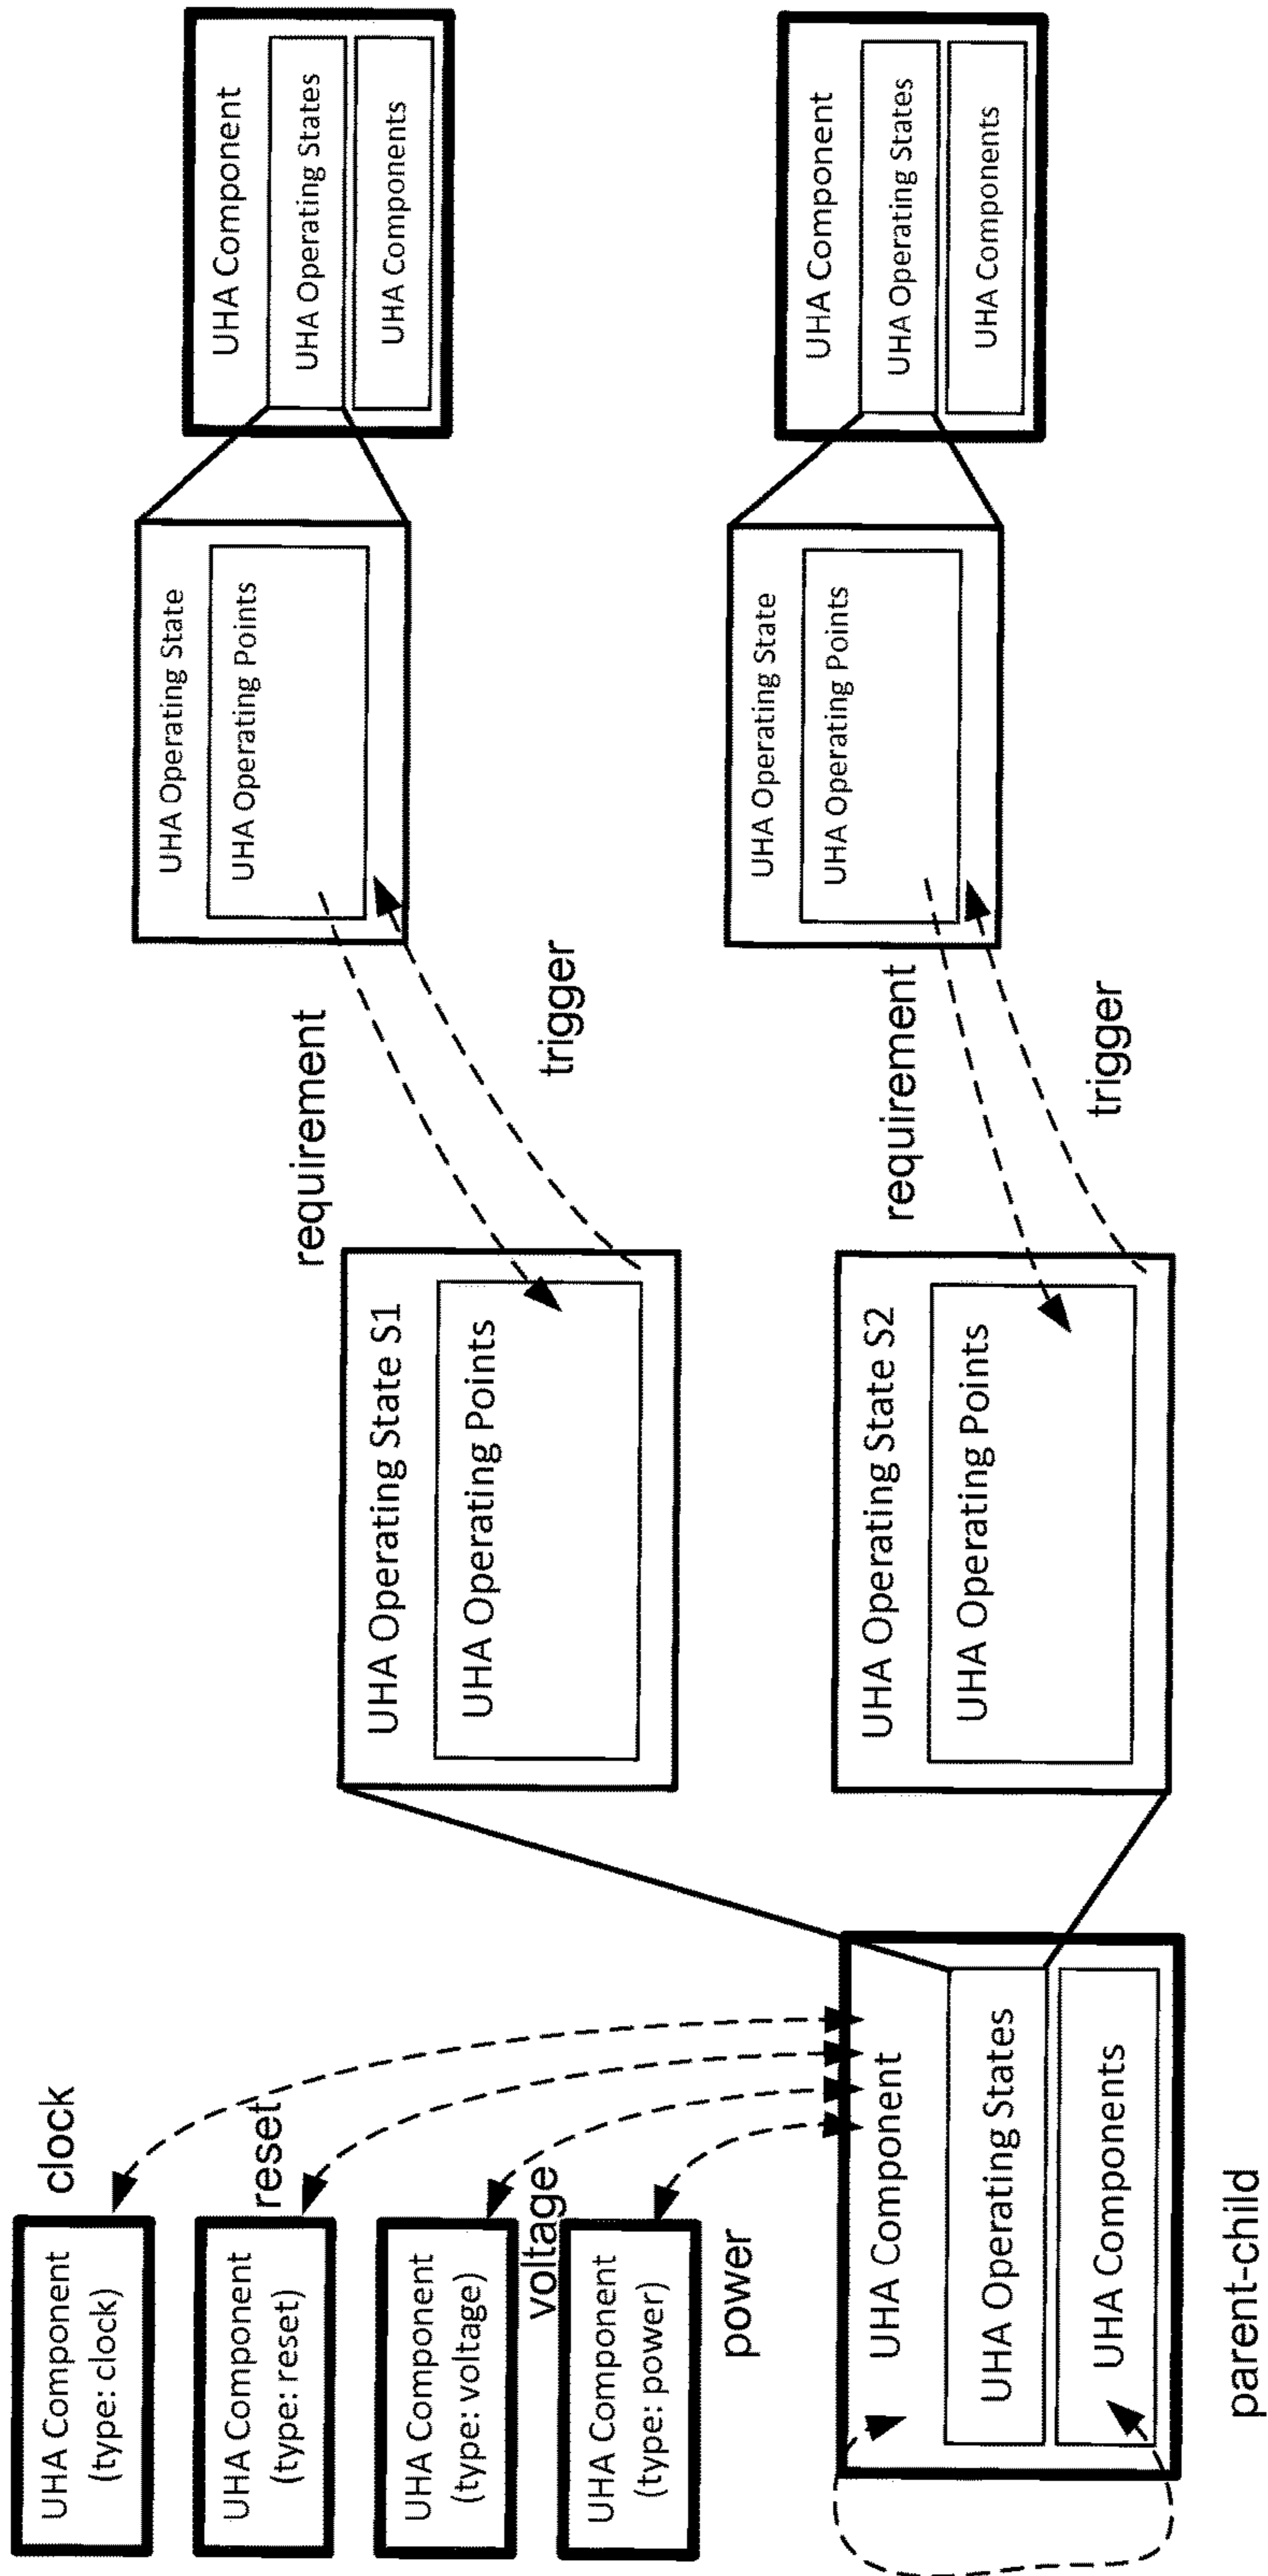 UHA Component
(type: clock)
clock
UHA Component
(type: reset)
reset
UHA Component
(type: voltage)
voltage
UHA Component
(type: power)
power
UHA Component
UHA Operating States
UHA Components
parent-child
UHA Operating State S1
UHA Operating Points
requirement
trigger
UHA Operating State
UHA Operating Points
UHA Component
UHA Operating States
UHA Components
UHA Operating State S2
UHA Operating Points
requirement
trigger
UHA Operating State
UHA Operating Points
UHA Component
UHA Operating States
UHA Components